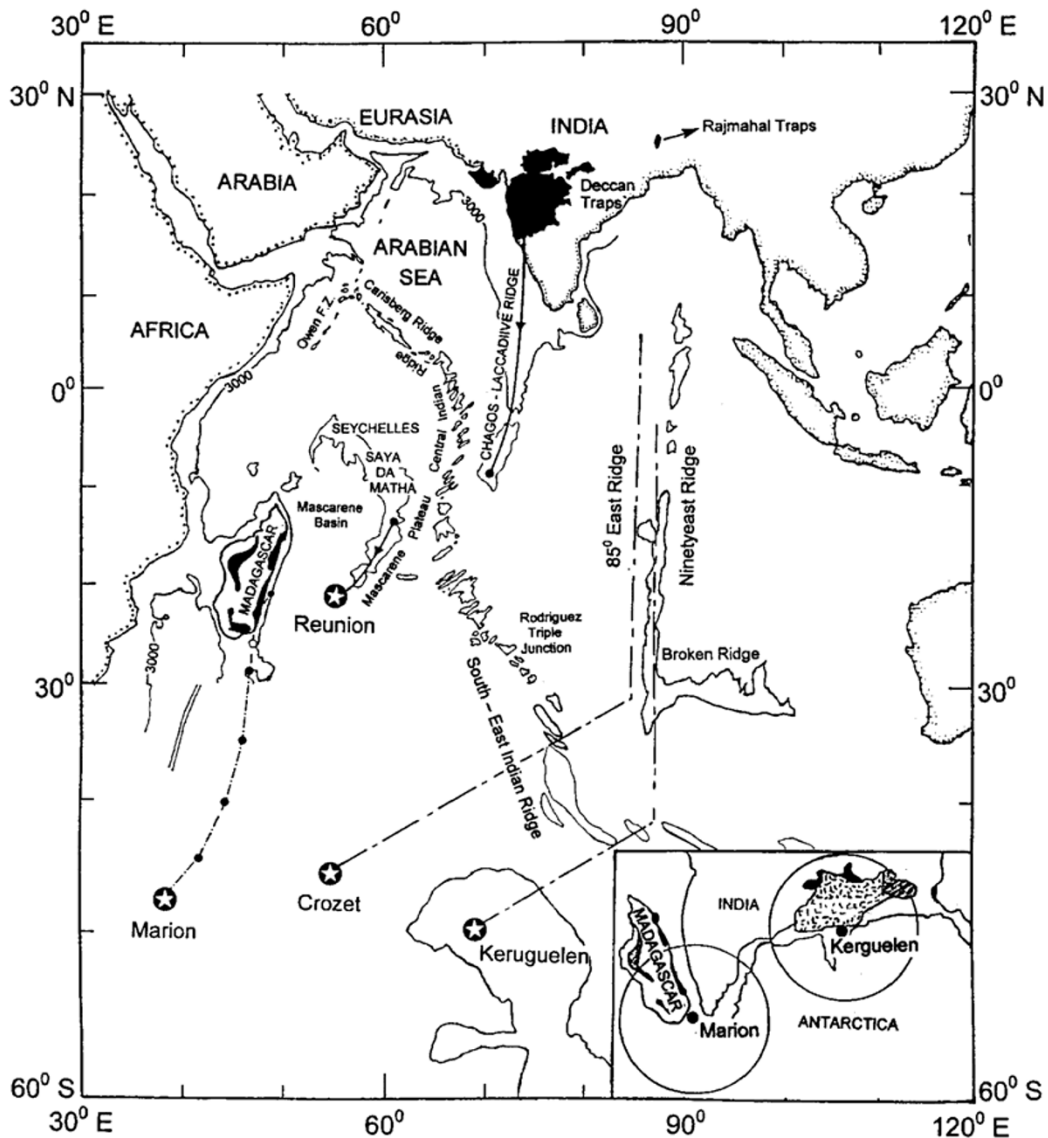 30⁰ E
60⁰
90⁰
120⁰ E
30⁰ N
30⁰ N
EURASIA
INDIA
Rajmahal Traps
ARABIA
Deccan
Traps
3000
ARABIAN
SEA
Carlsberg Ridge
Owen F.Z.
AFRICA
Ridge
3000
CHAGOS - LACCADIIVE RIDGE
0⁰
0⁰
Central Indian
SEYCHELLES
SAYA
DA
MATHA
85⁰ East Ridge
Ninetyeast Ridge
Mascarene
Basin
Mascarene Plateau
MADAGASCAR
Reunion
Rodriguez
Triple
Junction
Broken Ridge
3000
30⁰
30⁰
South - East Indian Ridge
Crozet
Marion
Keruguelen
INDIA
MADAGASCAR
Kerguelen
Marion
ANTARCTICA
60⁰ S
60⁰ S
30⁰ E
60⁰
90⁰
120⁰ E